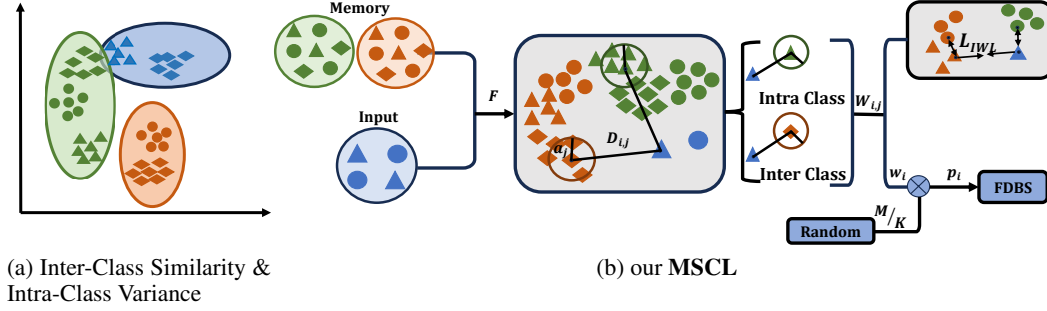 Memory
Input
F
a_j
D_{i,j}
Intra Class
Inter Class
W_{i,j}
L_{IWL}
w_i
p_i
FDBS
M/K
Random
(a) Inter-Class Similarity &
Intra-Class Variance
(b) our MSCL